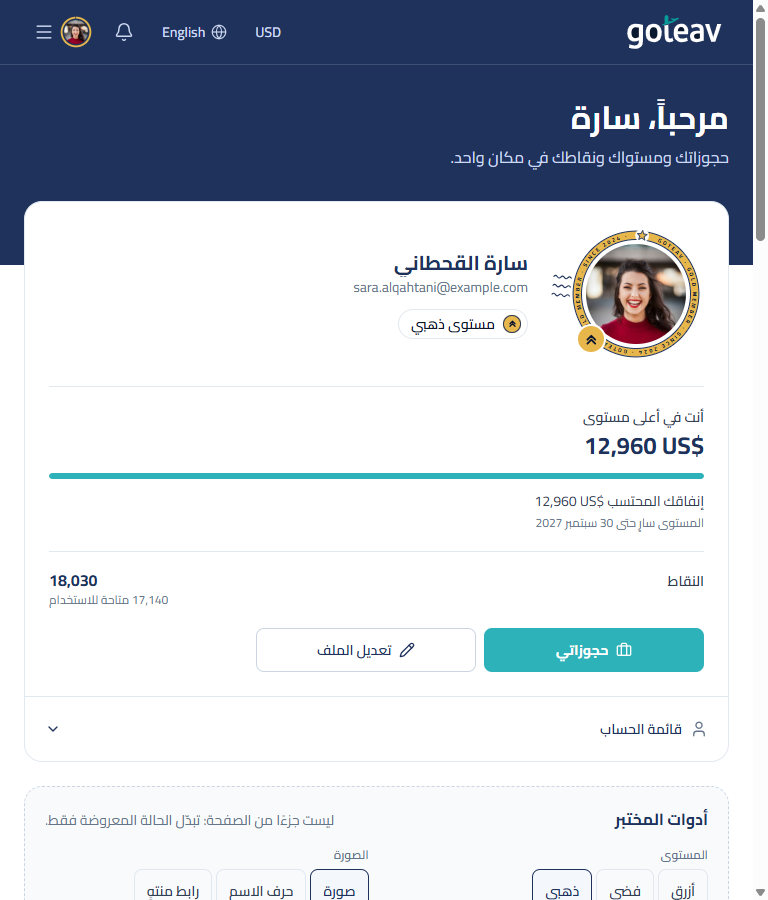 goteav
USD
English
مرحباً، سارة
حجوزاتك ومستواك ونقاطك في مكان واحد.
سارة القحطاني
sara.alqahtani@example.com
مستوى ذهبي
أنت في أعلى مستوى
12,960 US$
إنفاقك المحتسب 12,960 US$
المستوى سارٍ حتى 30 سبتمبر 2027
النقاط
18,030
17,140 متاحة للاستخدام
حجوزاتي
تعديل الملف
قائمة الحساب
أدوات المختبر
ليست جزءًا من الصفحة: تبدّل الحالة المعروضة فقط.
المستوى
أزرق
فضي
ذهبي
الصورة
صورة
حرف الاسم
رابط منتهٍ